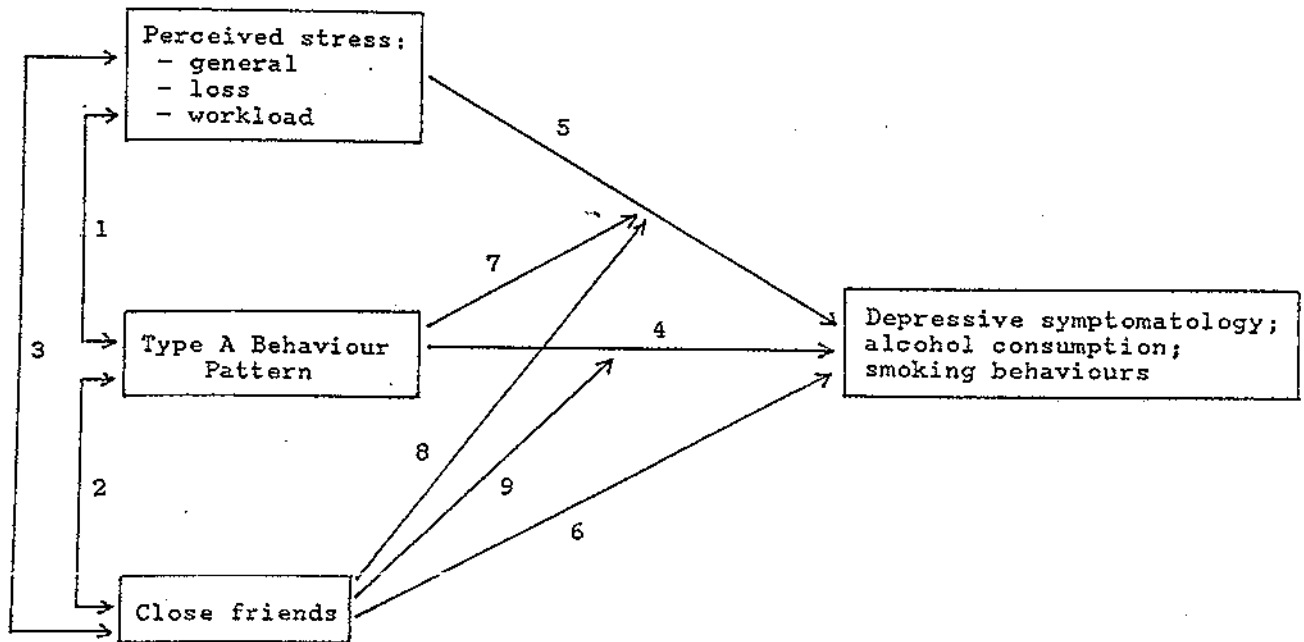 Perceived stress:
- general
- loss
- workload
5
1
7
3
Type A Behaviour
Pattern
4
Depressive symptomatology;
alcohol consumption;
smoking behaviours
8
9
2
6
Close friends